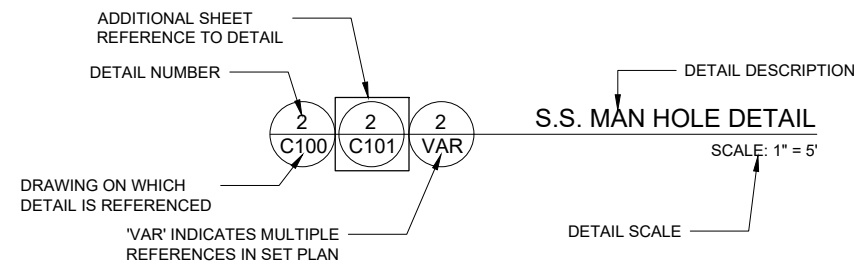 ADDITIONAL SHEET
REFERENCE TO DETAIL
DETAIL NUMBER
DETAIL DESCRIPTION
2
C100
2
C101
2
VAR
S.S. MAN HOLE DETAIL
SCALE: 1" = 5'
DRAWING ON WHICH
DETAIL IS REFERENCED
'VAR' INDICATES MULTIPLE
REFERENCES IN SET PLAN
DETAIL SCALE